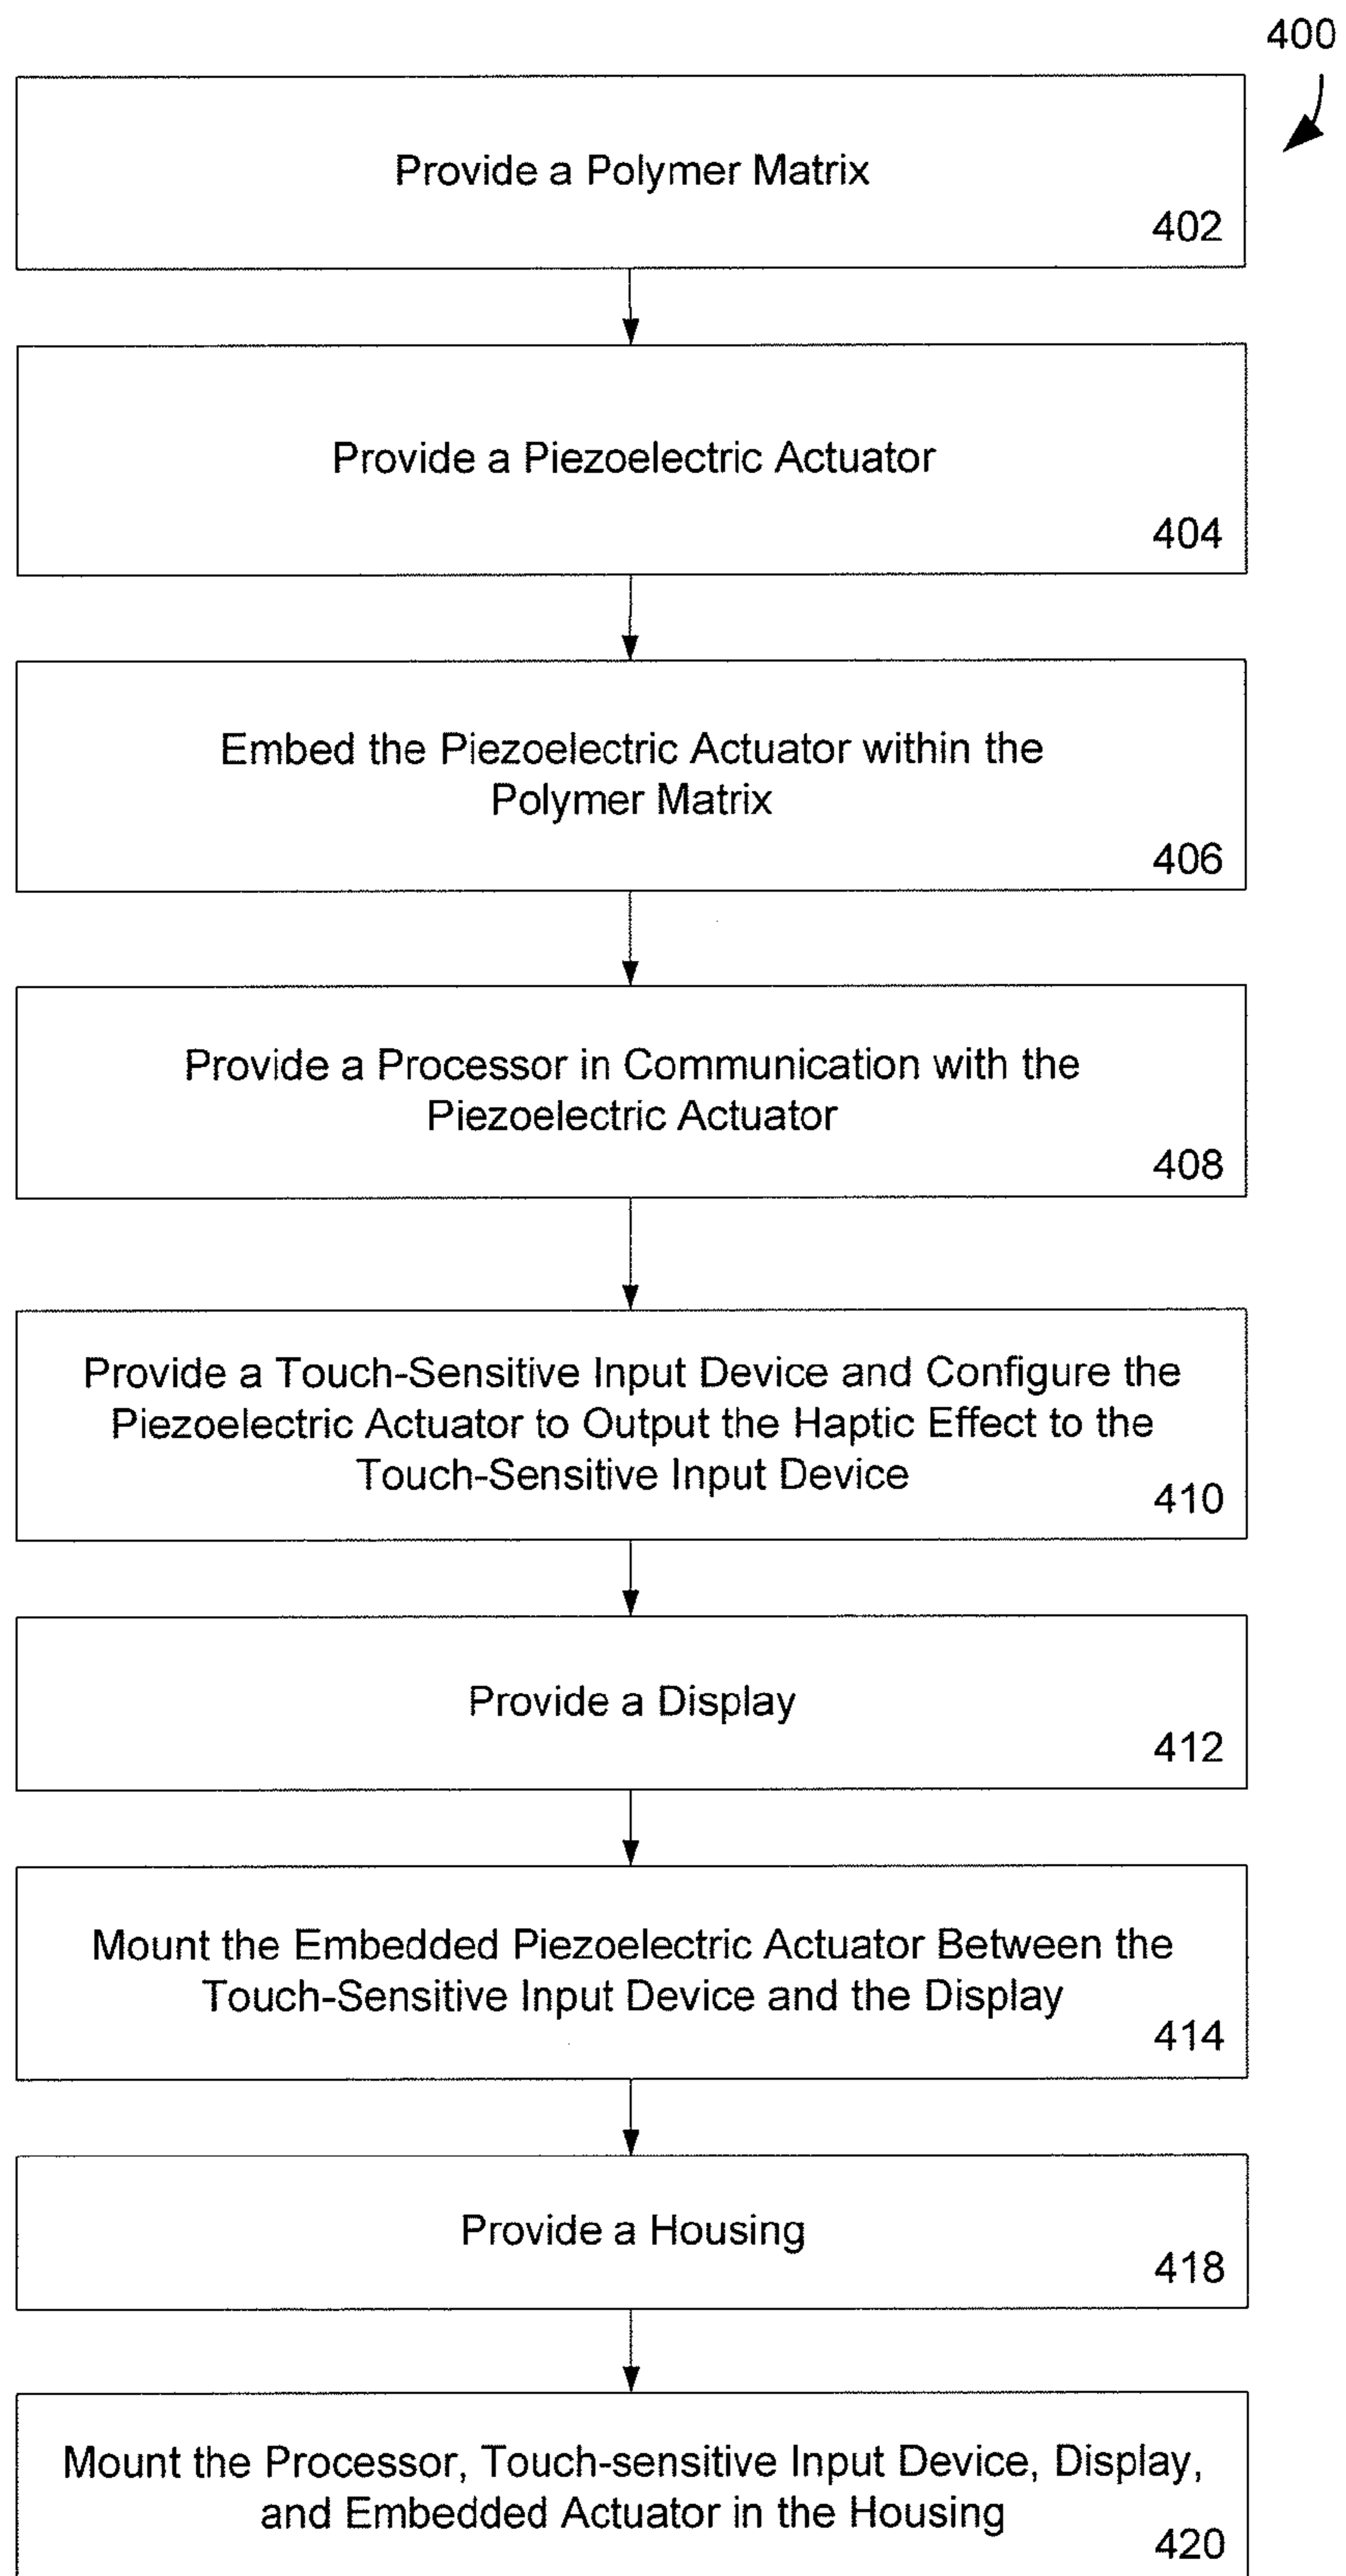 400
Provide a Polymer Matrix
402
Provide a Piezoelectric Actuator
404
Embed the Piezoelectric Actuator within the
Polymer Matrix
406
Provide a Processor in Communication with the
Piezoelectric Actuator
408
Provide a Touch-Sensitive Input Device and Configure the
Piezoelectric Actuator to Output the Haptic Effect to the
Touch-Sensitive Input Device
410
Provide a Display
412
Mount the Embedded Piezoelectric Actuator Between the
Touch-Sensitive Input Device and the Display
414
Provide a Housing
418
Mount the Processor, Touch-sensitive Input Device, Display,
and Embedded Actuator in the Housing
420